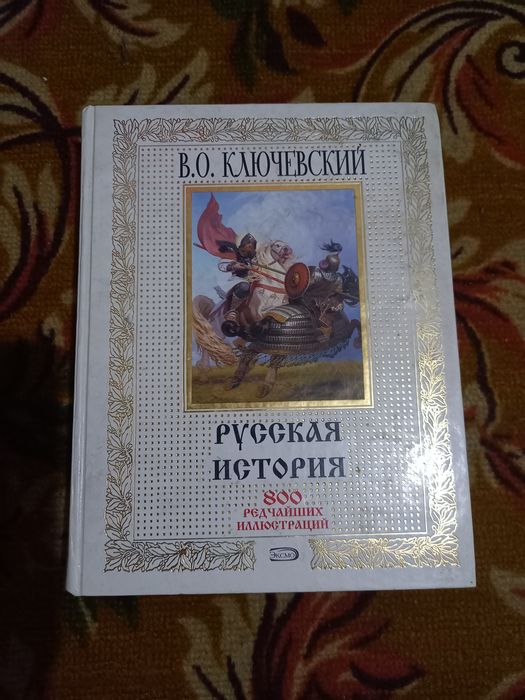 В.О. КЛЮЧЕВСКИЙ
РУССКАЯ
ИСТОРИЯ
800
РЕДЧАЙШИХ
ИЛЛЮСТРАЦИЙ
ЭКСМО